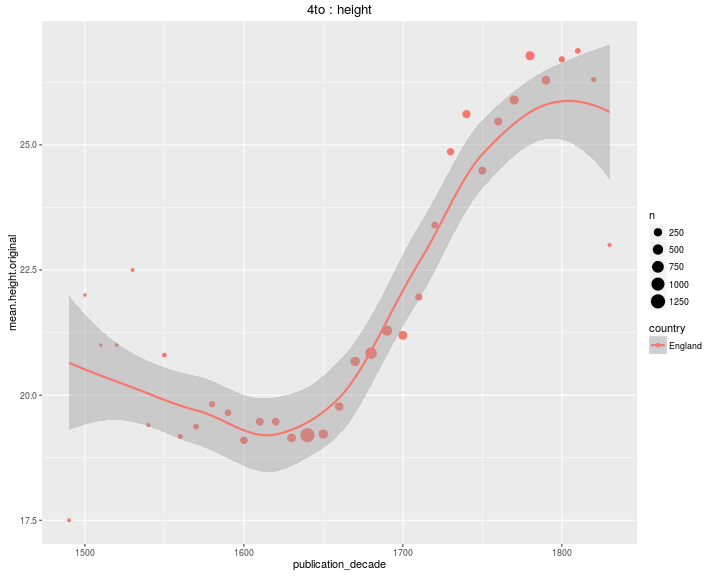 4to : height
mean.height.original
25.0
22.5
20.0
17.5
1500 1600 1700 1800
publication_decade
n
250
500
750
1000
1250
country
England